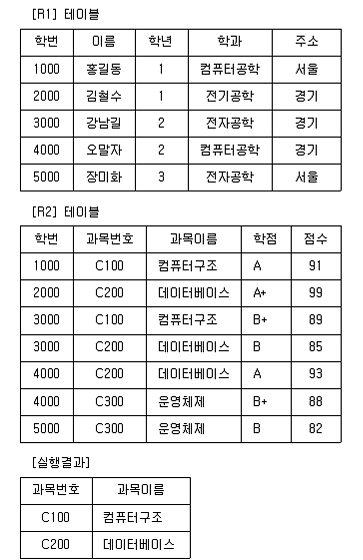 [R1] 테이블
학번 이름 학년 학과 주소
1000 홍길동 1 컴퓨터공학 서울
2000 김철수 1 전기공학 경기
3000 강남길 2 전자공학 경기
4000 오말자 2 컴퓨터공학 경기
5000 장미화 3 전자공학 서울
[R2] 테이블
학번 과목번호 과목이름 학점 점수
1000 C100 컴퓨터구조 A 91
2000 C200 데이터베이스 A+ 99
3000 C100 컴퓨터구조 B+ 89
3000 C200 데이터베이스 B 85
4000 C200 데이터베이스 A 93
4000 C300 운영체제 B+ 88
5000 C300 운영체제 B 82
[실행결과]
과목번호 과목이름
C100 컴퓨터구조
C200 데이터베이스